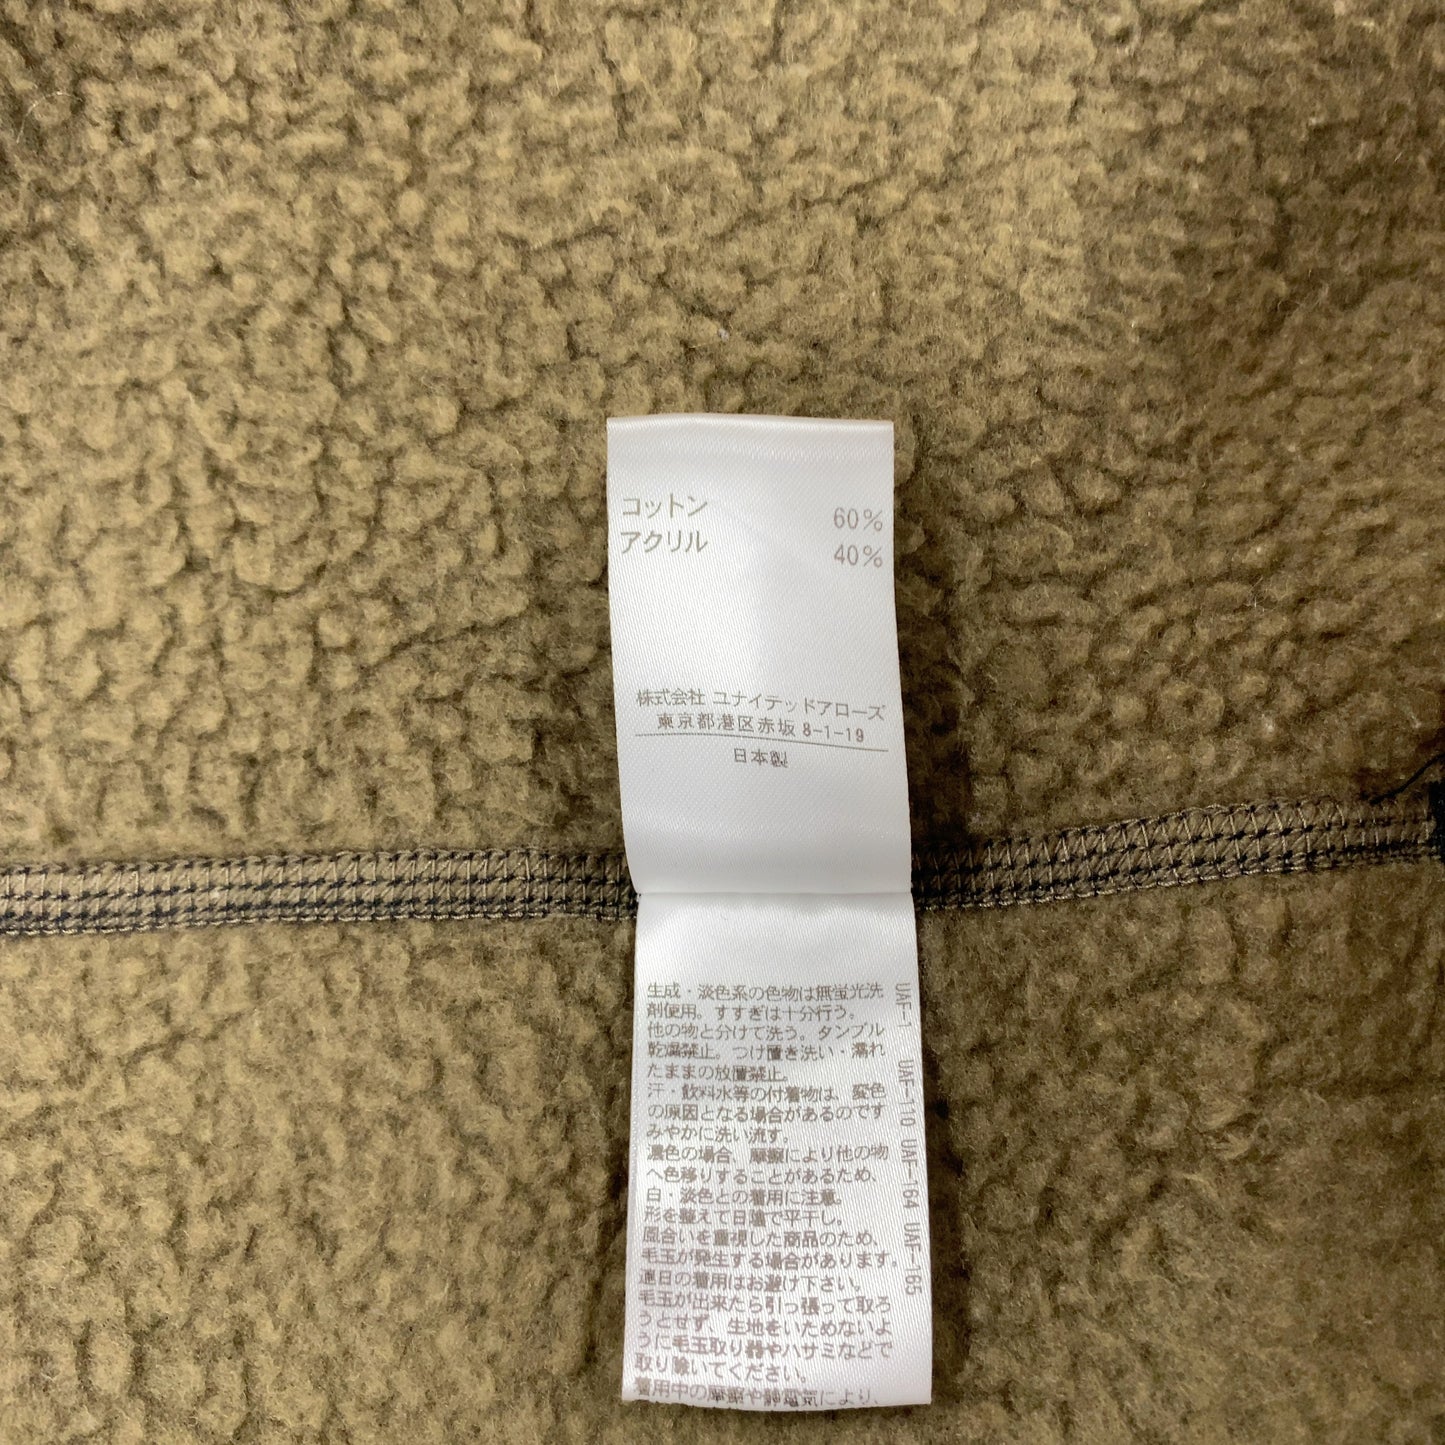 コットン 60%
アクリル 40%
株式会社 ユナイテッドアローズ
東京都港区赤坂 8-1-19
日本製
生成・淡色系の色物は無蛍光洗
剤使用。すすぎは十分行う。
他の物と分けて洗う。タンブル
乾燥禁止。つけ置き洗い・濡れ
たままの放置禁止。
汗・飲料水等の付着物は、変色
の原因となる場合があるのです
みやかに洗い流す。
濃色の場合、摩擦により他の物
へ色移りすることがあるため、
白・淡色との着用に注意。
形を整えて日陰で平干し。
風合いを重視した商品のため、
毛玉が発生する場合があります。
連日の着用はお避け下さい。
毛玉が出来たら引っ張って取ろ
うとせず、生地をいためないよ
うに毛玉取り器やハサミなどで
取り除いてください。
着用中の摩擦や静電気により、
UAF-1 UAF-110 UAF-164 UAF-165